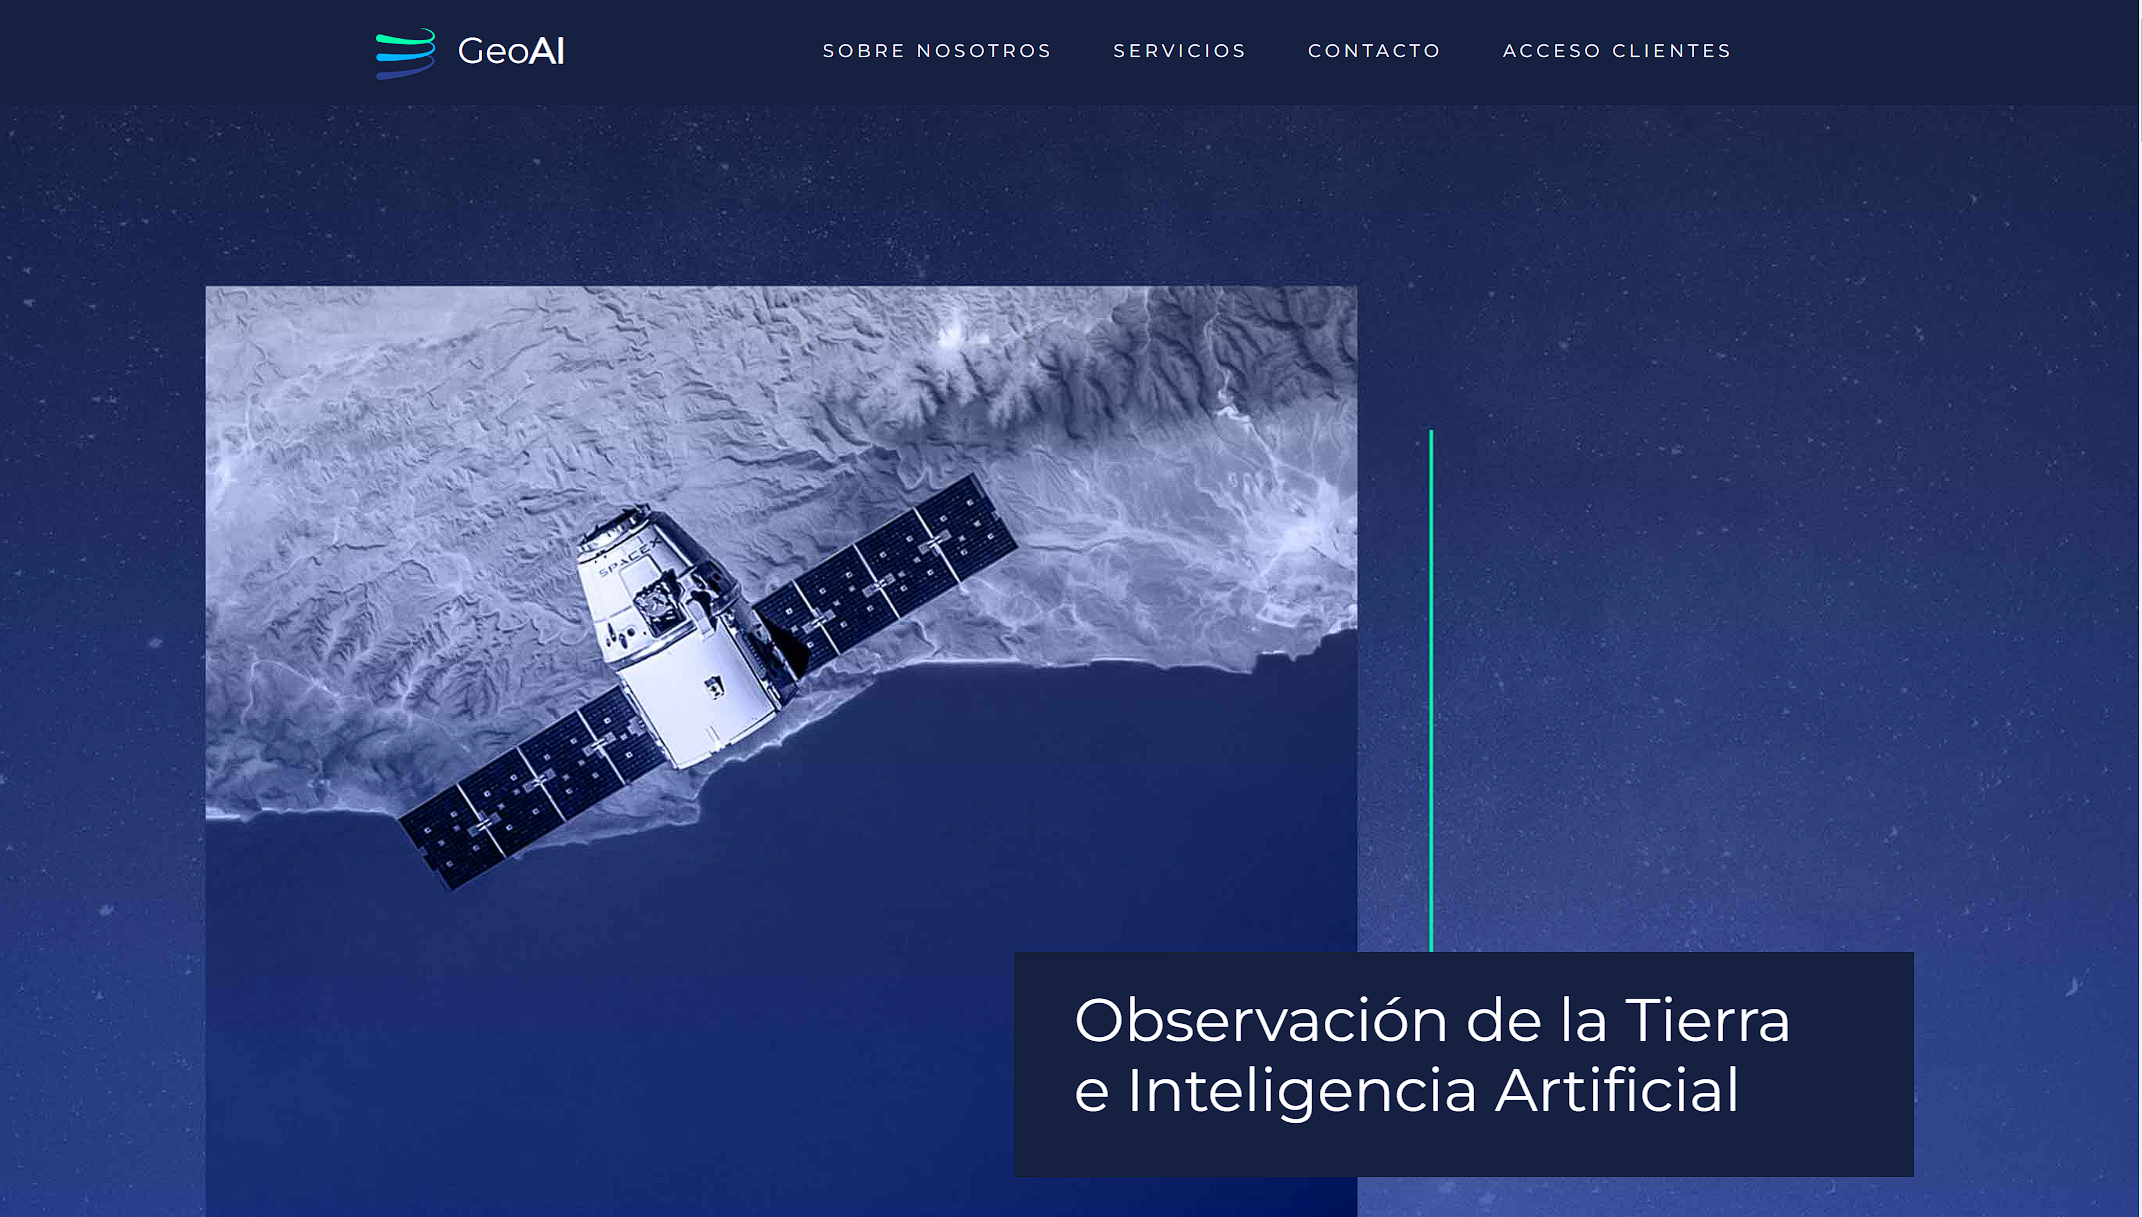 GeoAI
SOBRE NOSOTROS
SERVICIOS
CONTACTO
ACCESO CLIENTES
SPACEX
Observación de la Tierra
e Inteligencia Artificial